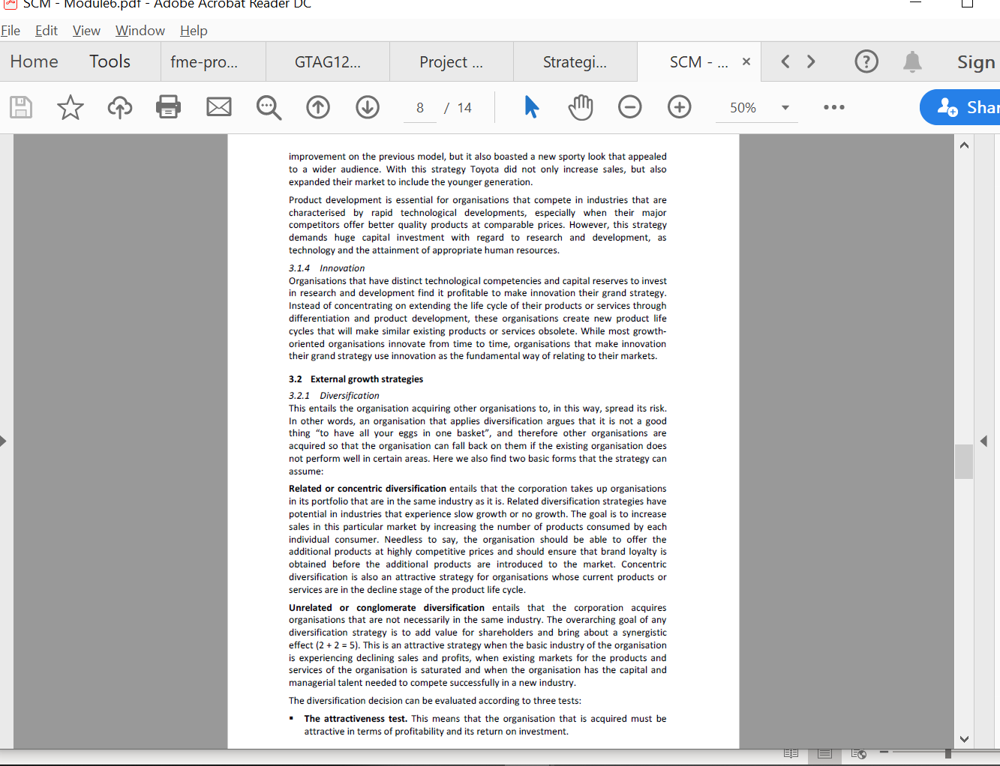 SCM - Module6.pdf - Adobe Acrobat Reader DC
File Edit View Window Help
Home Tools fme-pro... GTAG12... Project ... Strategi... SCM - ... × Sign
8 / 14 50% Shar
improvement on the previous model, but it also boasted a new sporty look that appealed
to a wider audience. With this strategy Toyota did not only increase sales, but also
expanded their market to include the younger generation.
Product development is essential for organisations that compete in industries that are
characterised by rapid technological developments, especially when their major
competitors offer better quality products at comparable prices. However, this strategy
demands huge capital investment with regard to research and development, as
technology and the attainment of appropriate human resources.
3.1.4 Innovation
Organisations that have distinct technological competencies and capital reserves to invest
in research and development find it profitable to make innovation their grand strategy.
Instead of concentrating on extending the life cycle of their products or services through
differentiation and product development, these organisations create new product life
cycles that will make similar existing products or services obsolete. While most growth-
oriented organisations innovate from time to time, organisations that make innovation
their grand strategy use innovation as the fundamental way of relating to their markets.
3.2 External growth strategies
3.2.1 Diversification
This entails the organisation acquiring other organisations to, in this way, spread its risk.
In other words, an organisation that applies diversification argues that it is not a good
thing “to have all your eggs in one basket”, and therefore other organisations are
acquired so that the organisation can fall back on them if the existing organisation does
not perform well in certain areas. Here we also find two basic forms that the strategy can
assume:
Related or concentric diversification entails that the corporation takes up organisations
in its portfolio that are in the same industry as it is. Related diversification strategies have
potential in industries that experience slow growth or no growth. The goal is to increase
sales in this particular market by increasing the number of products consumed by each
individual consumer. Needless to say, the organisation should be able to offer the
additional products at highly competitive prices and should ensure that brand loyalty is
obtained before the additional products are introduced to the market. Concentric
diversification is also an attractive strategy for organisations whose current products or
services are in the decline stage of the product life cycle.
Unrelated or conglomerate diversification entails that the corporation acquires
organisations that are not necessarily in the same industry. The overarching goal of any
diversification strategy is to add value for shareholders and bring about a synergistic
effect (2 + 2 = 5). This is an attractive strategy when the basic industry of the organisation
is experiencing declining sales and profits, when existing markets for the products and
services of the organisation is saturated and when the organisation has the capital and
managerial talent needed to compete successfully in a new industry.
The diversification decision can be evaluated according to three tests:
▪ The attractiveness test. This means that the organisation that is acquired must be
attractive in terms of profitability and its return on investment.